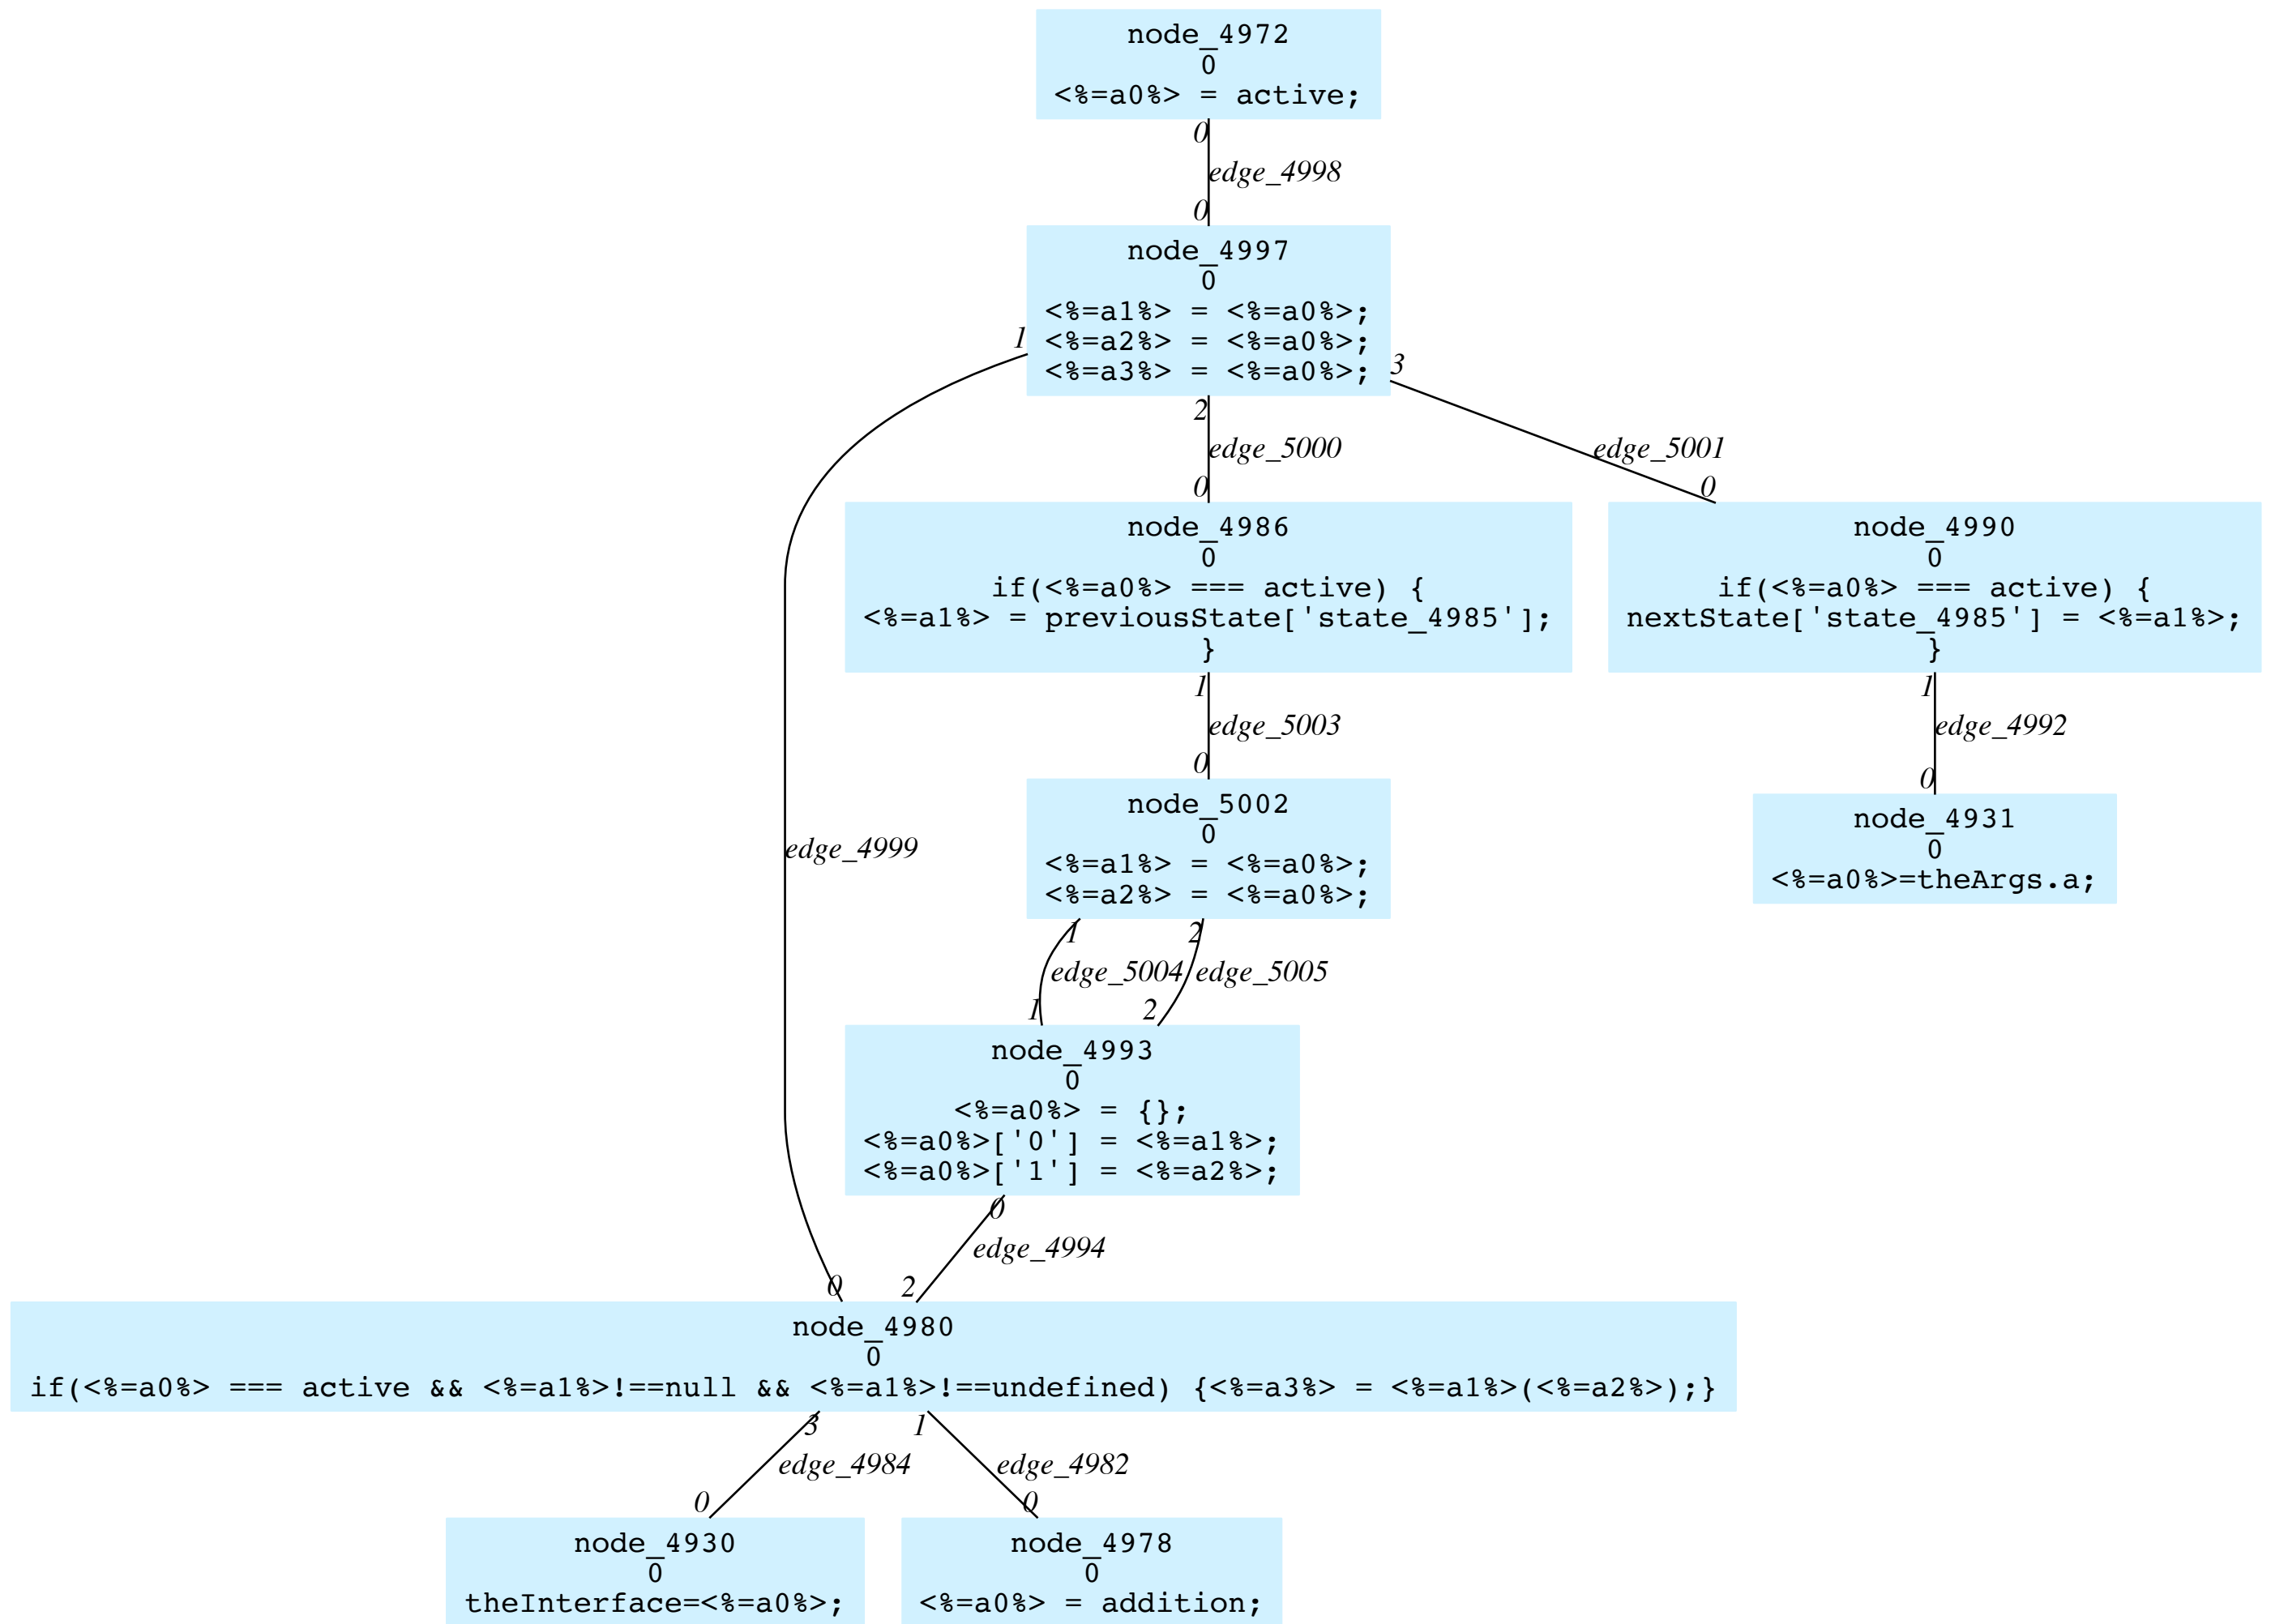 node_4972
0
<%=a0%> = active;
0
edge_4998
0
node_4997
0
<%=a1%> = <%=a0%>;
<%=a2%> = <%=a0%>;
<%=a3%> = <%=a0%>;
1
2
3
edge_5000
edge_5001
0
0
node_4986
0
if(<%=a0%> === active) {
<%=a1%> = previousState['state_4985'];
}
node_4990
0
if(<%=a0%> === active) {
nextState['state_4985'] = <%=a1%>;
}
1
edge_5003
0
1
edge_4992
0
node_5002
0
<%=a1%> = <%=a0%>;
<%=a2%> = <%=a0%>;
node_4931
0
<%=a0%>=theArgs.a;
edge_4999
1
2
edge_5004
edge_5005
1
2
node_4993
0
<%=a0%> = {};
<%=a0%>['0'] = <%=a1%>;
<%=a0%>['1'] = <%=a2%>;
0
edge_4994
0
2
node_4980
0
if(<%=a0%> === active && <%=a1%>!==null && <%=a1%>!==undefined) {<%=a3%> = <%=a1%>(<%=a2%>);}
3
1
edge_4984
edge_4982
0
0
node_4930
0
theInterface=<%=a0%>;
node_4978
0
<%=a0%> = addition;